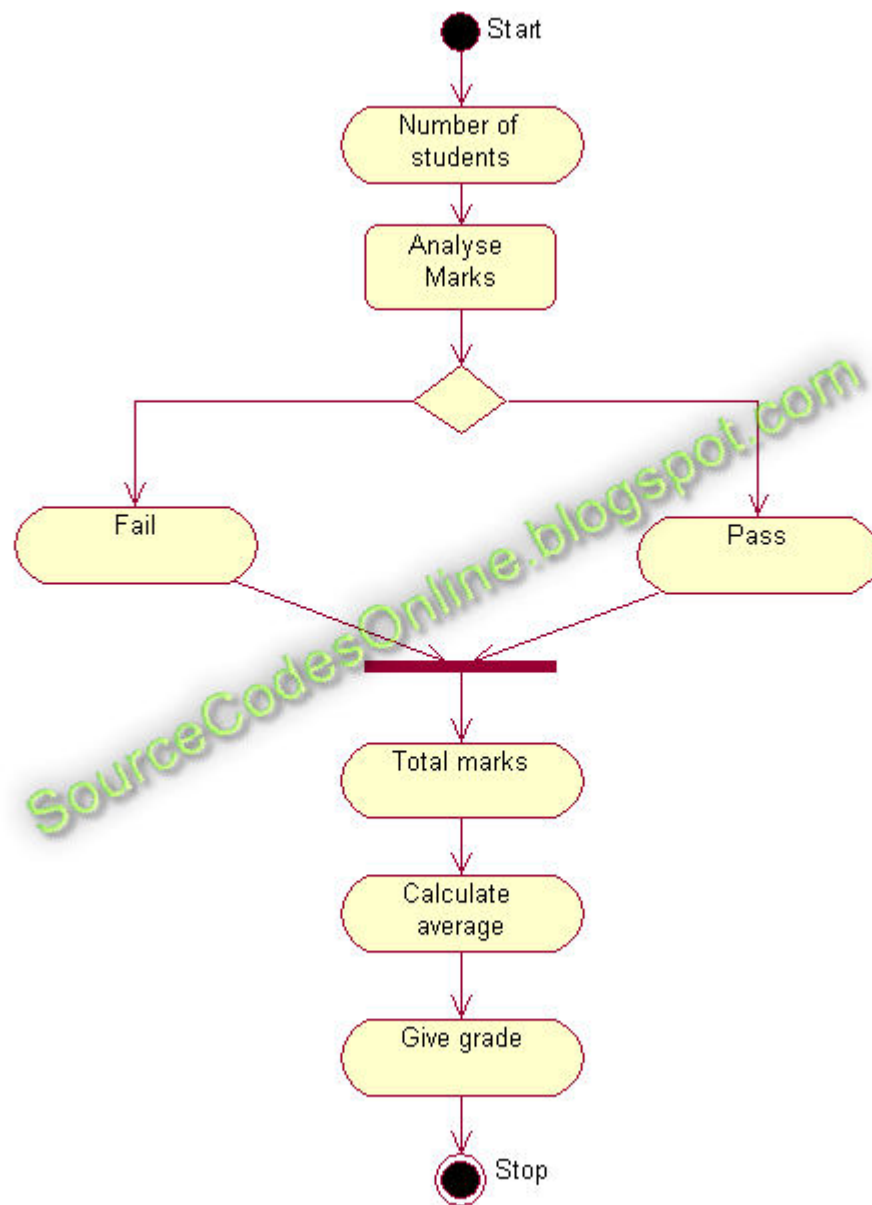 Start
Number of
students
Analyse
Marks
Fail
Pass
SourceCodesOnline.blogspot.com
Total marks
Calculate
average
Give grade
Stop